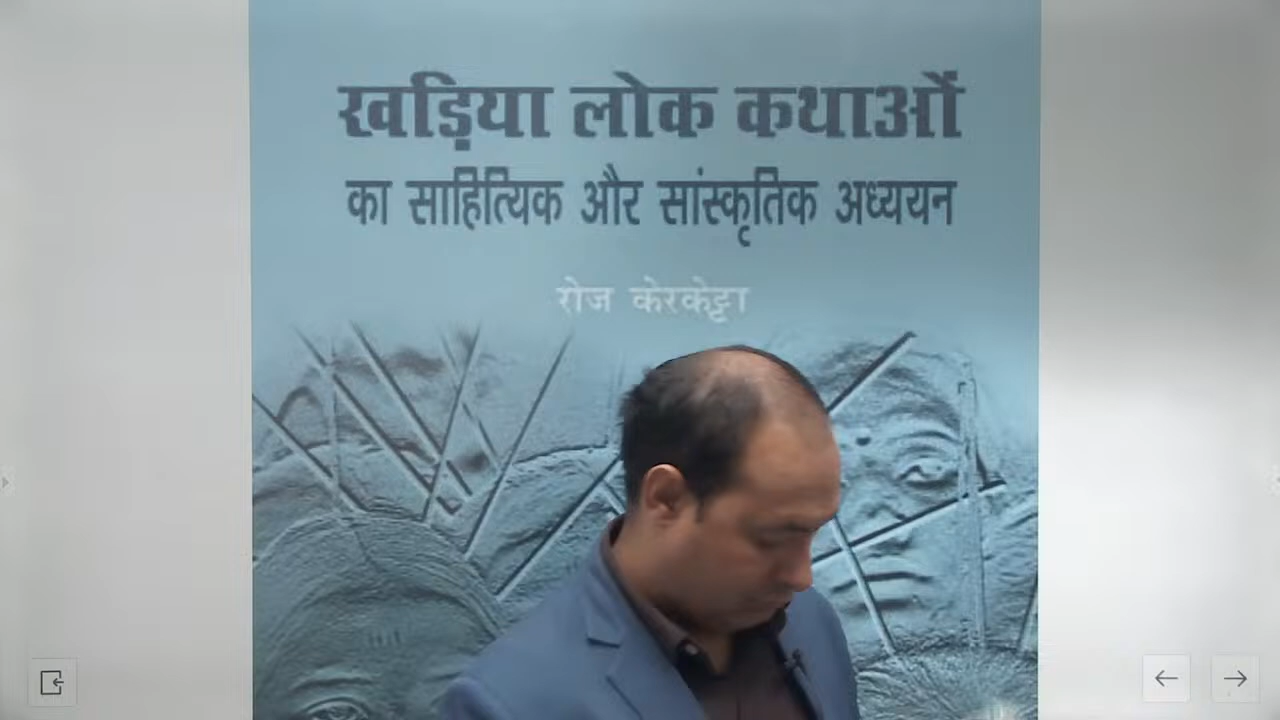 खड़िया लोक कथाओं
का साहित्यिक और सांस्कृतिक अध्ययन
रोज केरकेट्टा